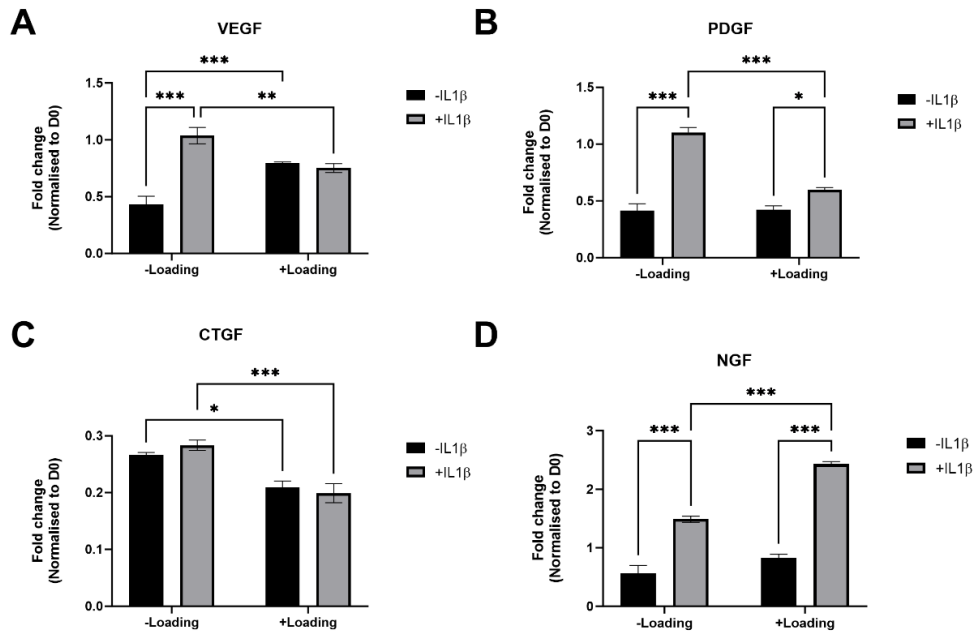 A
VEGF
***
***
**
1.5
1.0
0.5
0.0
Fold change
(Normalised to D0)
-Loading
+Loading
-IL1β
+IL1β
B
PDGF
***
***
*
1.5
1.0
0.5
0.0
Fold change
(Normalised to D0)
-Loading
+Loading
-IL1β
+IL1β
C
CTGF
***
*
0.3
0.2
0.1
0.0
Fold change
(Normalised to D0)
-Loading
+Loading
-IL1β
+IL1β
D
NGF
***
***
***
3
2
1
0
Fold change
(Normalised to D0)
-Loading
+Loading
-IL1β
+IL1β